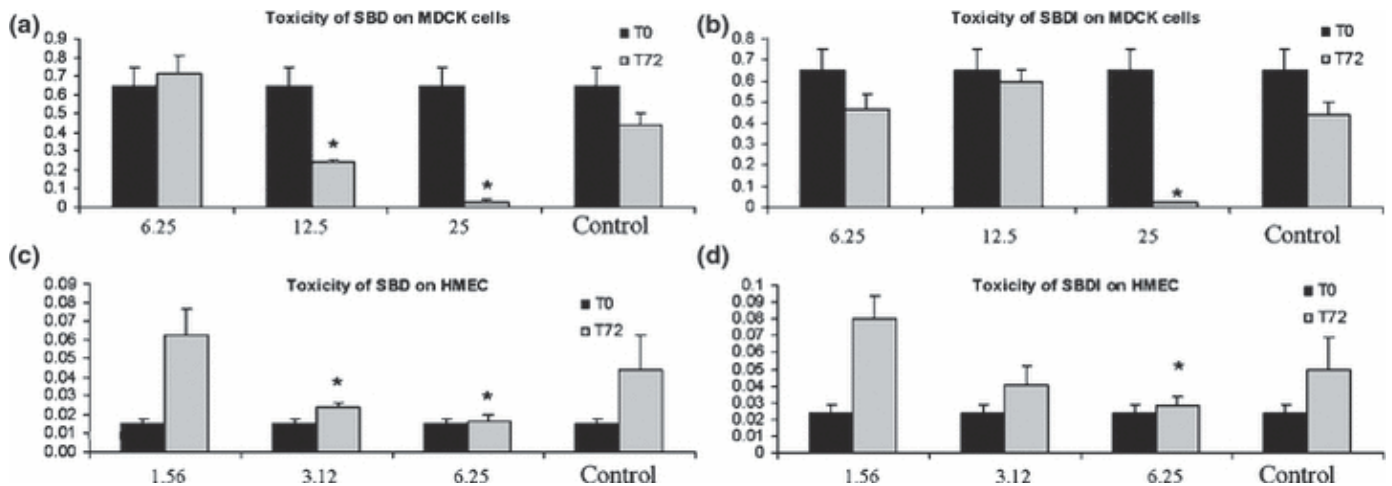 (a)
Toxicity of SBD on MDCK cells
0.9
0.8
0.7
0.6
0.5
0.4
0.3
0.2
0.1
0
T0
T72
*
*
6.25 12.5 25 Control
(b)
Toxicity of SBDI on MDCK cells
0.8
0.7
0.6
0.5
0.4
0.3
0.2
0.1
0
T0
T72
*
6.25 12.5 25 Control
(c)
Toxicity of SBD on HMEC
0.09
0.08
0.07
0.06
0.05
0.04
0.03
0.02
0.01
0.00
T0
T72
*
*
1.56 3.12 6.25 Control
(d)
Toxicity of SBDI on HMEC
0.1
0.09
0.08
0.07
0.06
0.05
0.04
0.03
0.02
0.01
0
T0
T72
*
1.56 3.12 6.25 Control